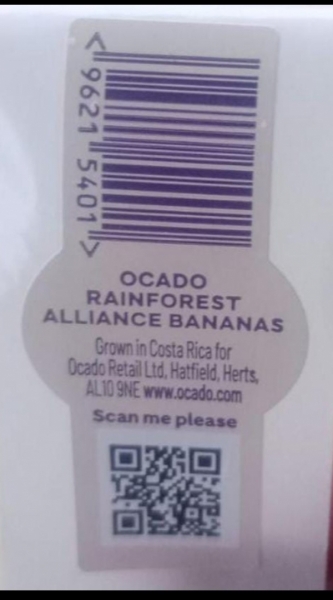 < 9621 5401 >
OCADO
RAINFOREST
ALLIANCE BANANAS
Grown in Costa Rica for
Ocado Retail Ltd, Hatfield, Herts,
AL10 9NE www.ocado.com
Scan me please